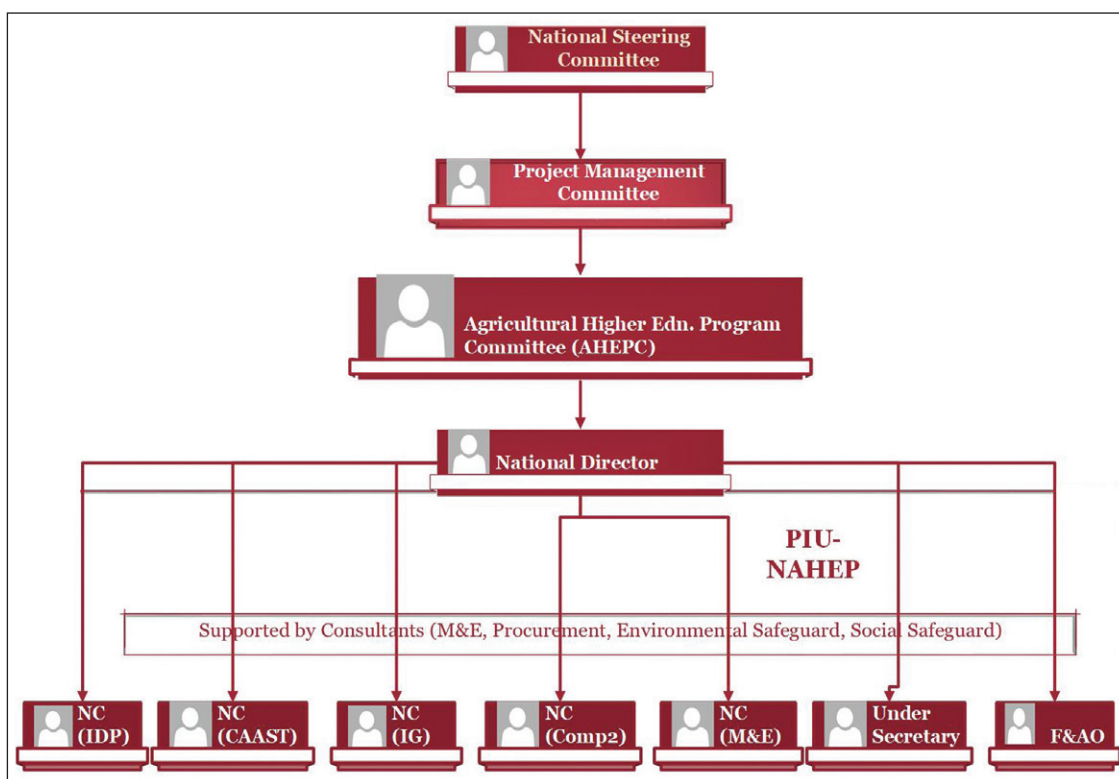 National Steering
Committee
Project Management
Committee
Agricultural Higher Edn. Program
Committee (AHEPC)
National Director
PIU-
NAHEP
Supported by Consultants (M&E, Procurement, Environmental Safeguard, Social Safeguard)
NC
(IDP)
NC
(CAAST)
NC
(IG)
NC
(Comp2)
NC
(M&E)
Under
Secretary
F&AO